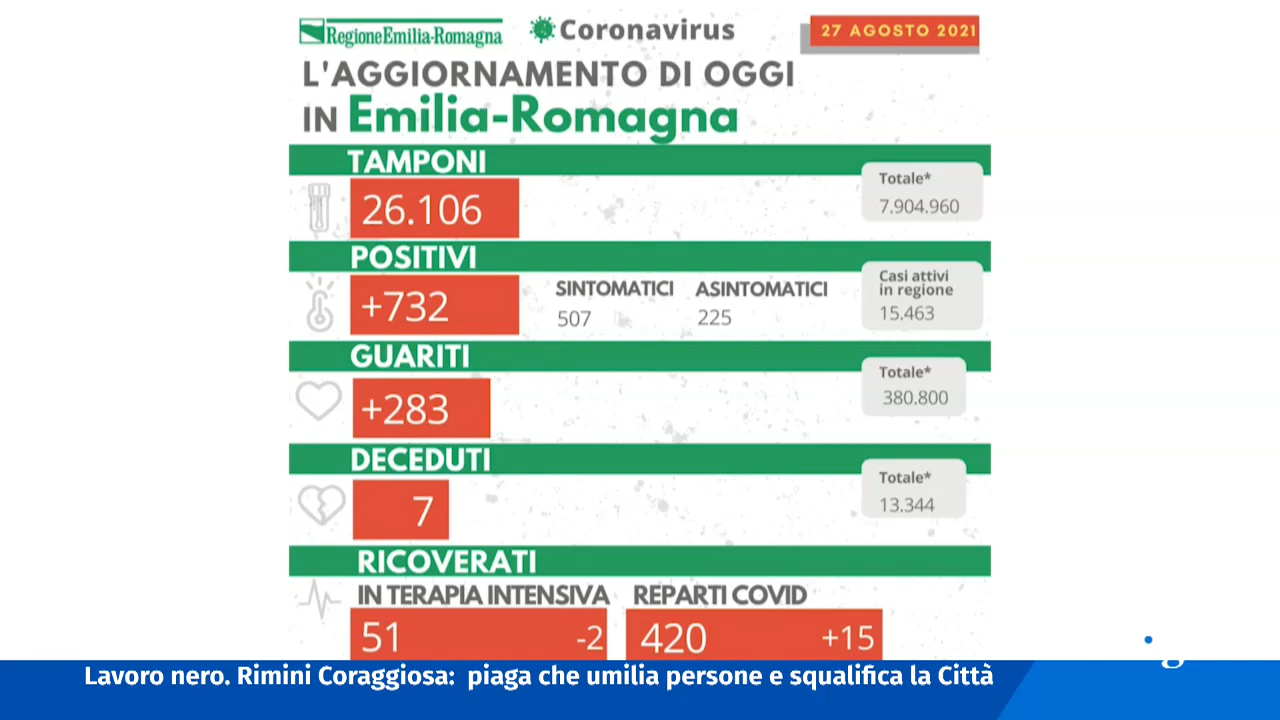 RegioneEmilia-Romagna
Coronavirus
27 AGOSTO 2021
L'AGGIORNAMENTO DI OGGI
IN Emilia-Romagna
TAMPONI
26.106
Totale*
7.904.960
POSITIVI
+732
SINTOMATICI
507
ASINTOMATICI
225
Casi attivi
in regione
15.463
GUARITI
+283
Totale*
380.800
DECEDUTI
7
Totale*
13.344
RICOVERATI
IN TERAPIA INTENSIVA
51 -2
REPARTI COVID
420 +15
Lavoro nero. Rimini Coraggiosa: piaga che umilia persone e squalifica la Città